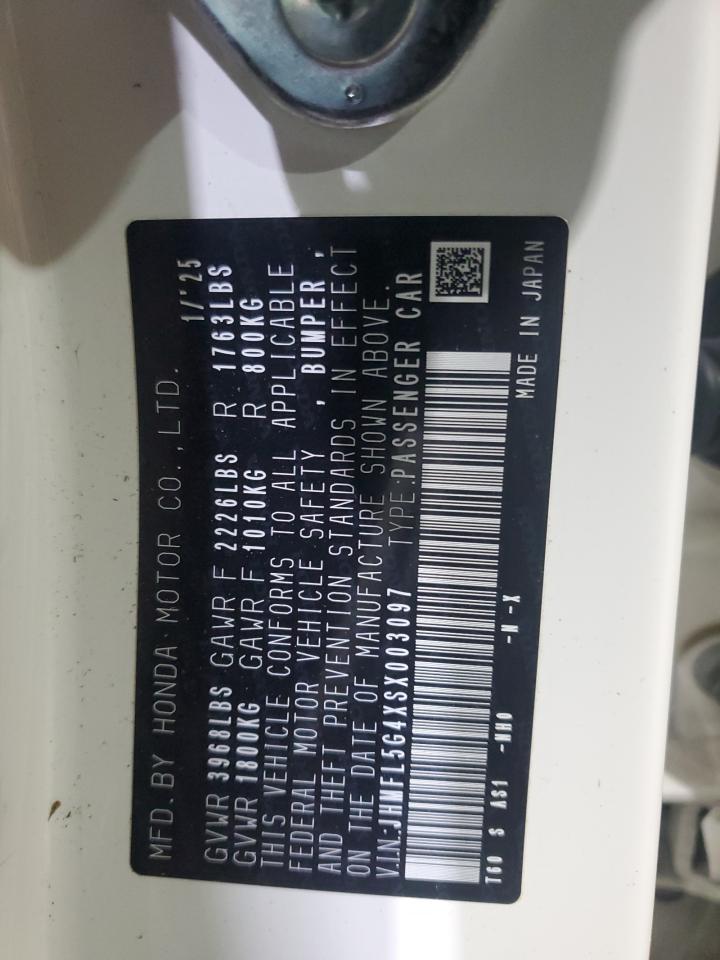 MFD. BY HONDA MOTOR CO., LTD. 1/'25
GVWR 3968LBS GAWR F 2226LBS R 1763LBS
GVWR 1800KG GAWR F 1010KG R 800KG
THIS VEHICLE CONFORMS TO ALL APPLICABLE
FEDERAL MOTOR VEHICLE SAFETY , BUMPER ,
AND THEFT PREVENTION STANDARDS IN EFFECT
ON THE DATE OF MANUFACTURE SHOWN ABOVE.
V.I.N.:JHMFL5G4XSX003097 TYPE:PASSENGER CAR
T60 S AS1 -NH0 -N -X
MADE IN JAPAN